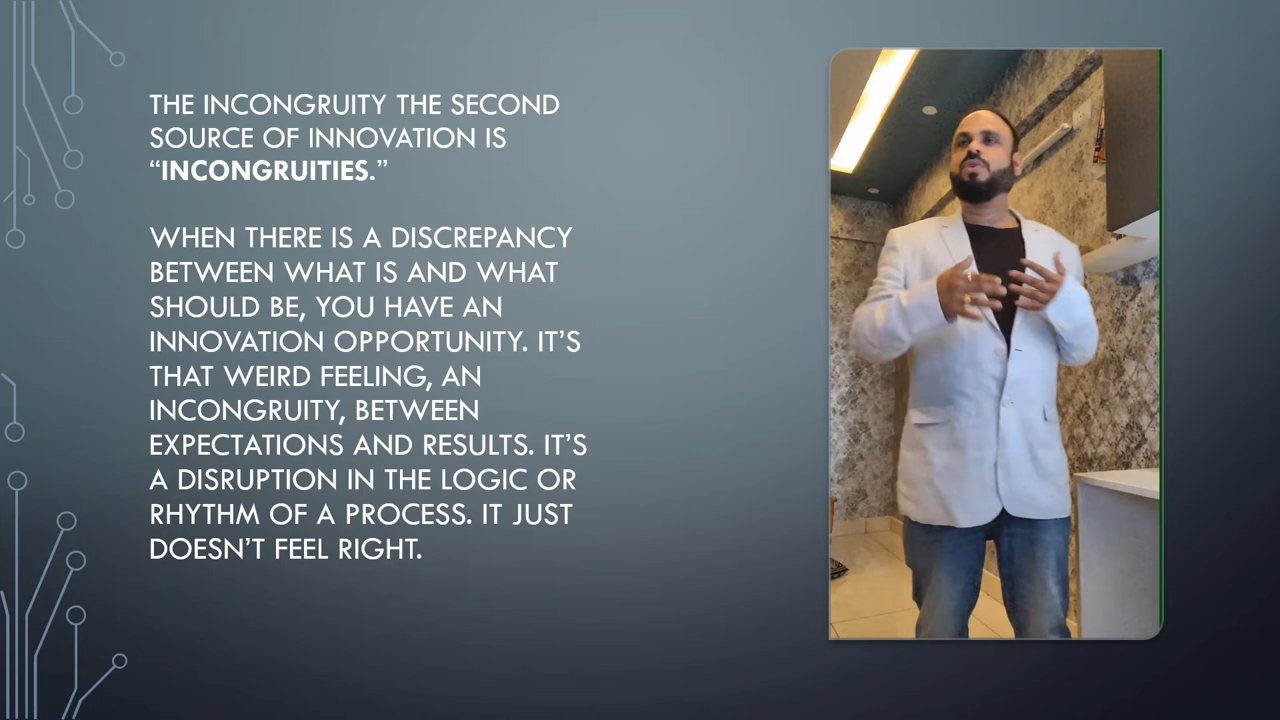 THE INCONGRUITY THE SECOND
SOURCE OF INNOVATION IS
“INCONGRUITIES.”
WHEN THERE IS A DISCREPANCY
BETWEEN WHAT IS AND WHAT
SHOULD BE, YOU HAVE AN
INNOVATION OPPORTUNITY. IT’S
THAT WEIRD FEELING, AN
INCONGRUITY, BETWEEN
EXPECTATIONS AND RESULTS. IT’S
A DISRUPTION IN THE LOGIC OR
RHYTHM OF A PROCESS. IT JUST
DOESN’T FEEL RIGHT.